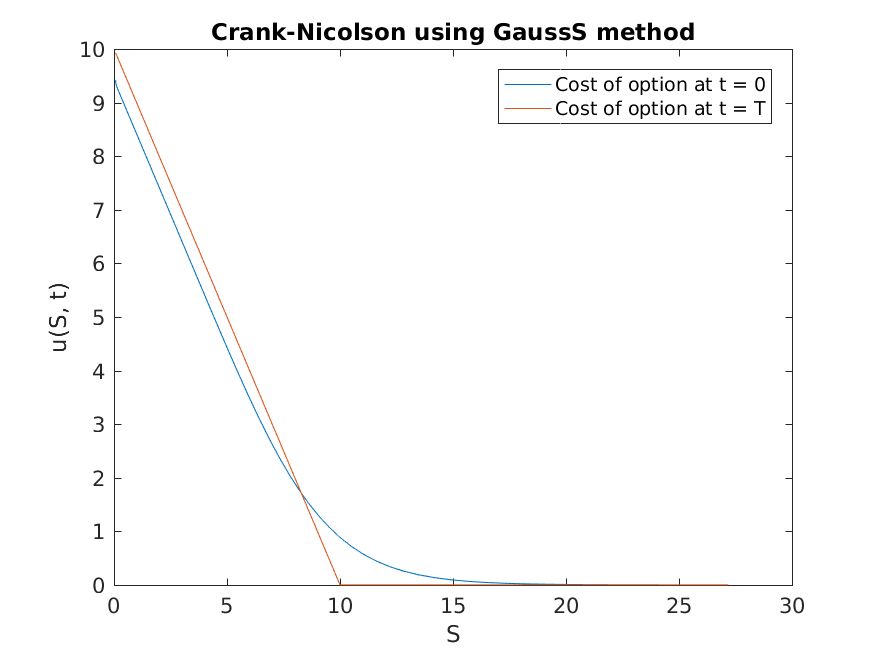 Crank-Nicolson using GaussS method
10
9
8
7
6
5
4
3
2
1
0
u(S, t)
Cost of option at t = 0
Cost of option at t = T
0 5 10 15 20 25 30
S